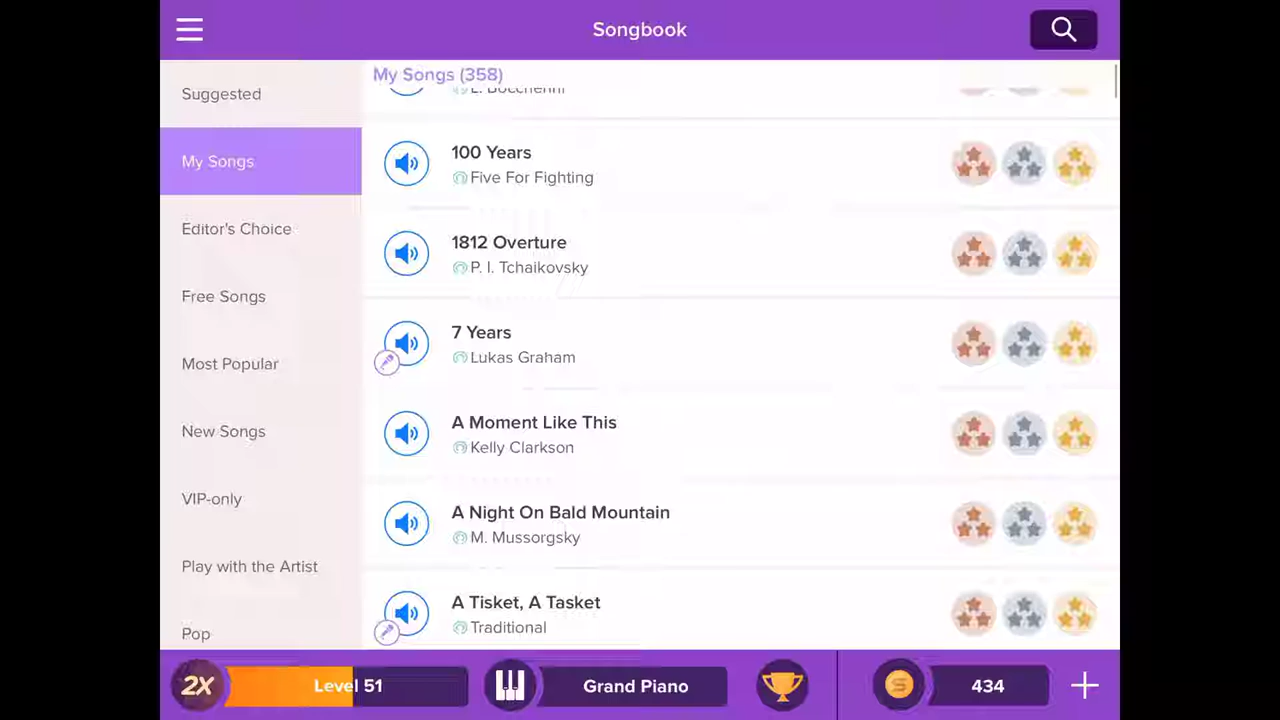 Songbook
Suggested
My Songs
Editor's Choice
Free Songs
Most Popular
New Songs
VIP-only
Play with the Artist
Pop
My Songs (358)
L. Boccherini
100 Years
Five For Fighting
1812 Overture
P. I. Tchaikovsky
7 Years
Lukas Graham
A Moment Like This
Kelly Clarkson
A Night On Bald Mountain
M. Mussorgsky
A Tisket, A Tasket
Traditional
2X
Level 51
Grand Piano
S
434